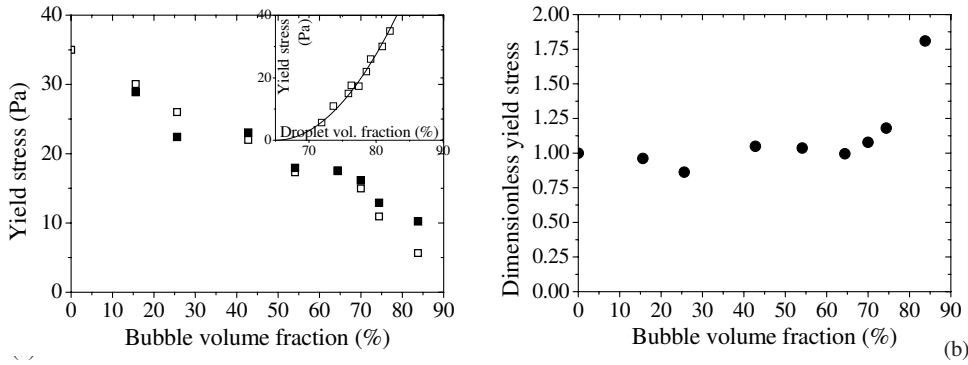 40
30
20
10
0
Yield stress (Pa)
0 10 20 30 40 50 60 70 80 90
Bubble volume fraction (%)
40
20
0
Yield stress
(Pa)
Droplet vol. fraction (%)
65 70 80
2.00
1.75
1.50
1.25
1.00
0.75
0.50
0.25
0.00
Dimensionless yield stress
0 10 20 30 40 50 60 70 80 90
Bubble volume fraction (%)
(b)